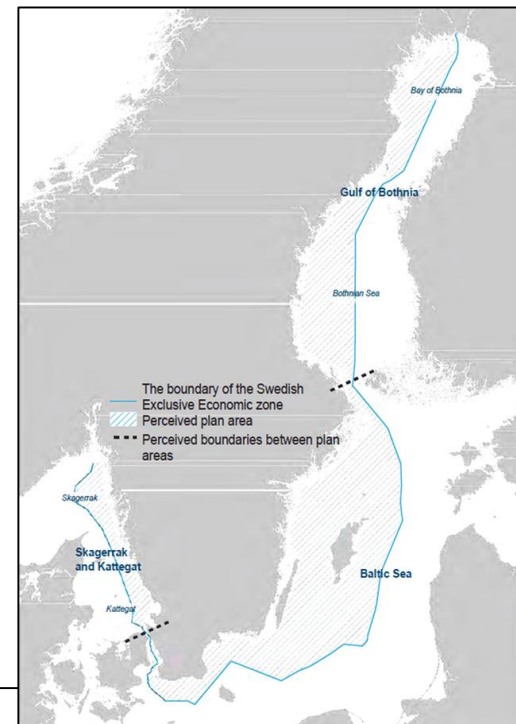 Bay of Bothnia
Gulf of Bothnia
Bothnian Sea
The boundary of the Swedish
Exclusive Economic zone
Perceived plan area
Perceived boundaries between plan
areas
Skagerrak
Skagerrak
and Kattegat
Baltic Sea
Kattegat